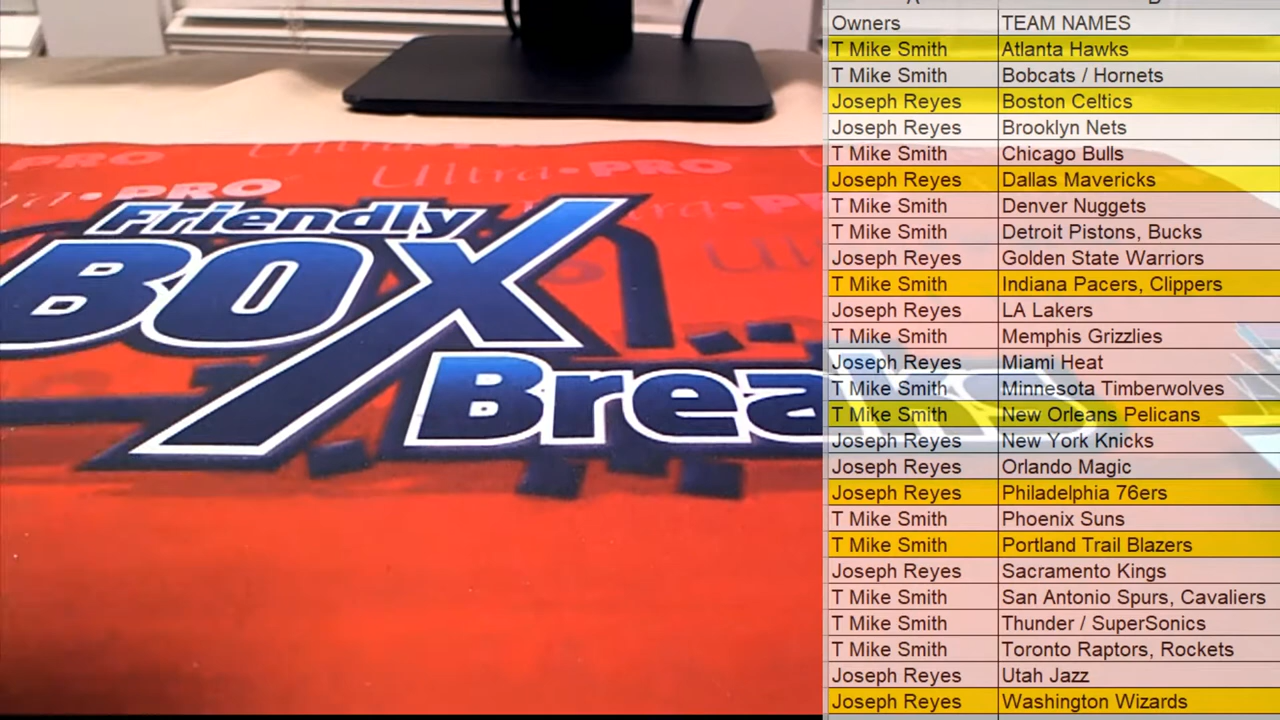 Ultra PRO
PRO
Ultra•PRO
Friendly
BOX
Breaks
Owners TEAM NAMES
T Mike Smith Atlanta Hawks
T Mike Smith Bobcats / Hornets
Joseph Reyes Boston Celtics
Joseph Reyes Brooklyn Nets
T Mike Smith Chicago Bulls
Joseph Reyes Dallas Mavericks
T Mike Smith Denver Nuggets
T Mike Smith Detroit Pistons, Bucks
Joseph Reyes Golden State Warriors
T Mike Smith Indiana Pacers, Clippers
Joseph Reyes LA Lakers
T Mike Smith Memphis Grizzlies
Joseph Reyes Miami Heat
T Mike Smith Minnesota Timberwolves
T Mike Smith New Orleans Pelicans
Joseph Reyes New York Knicks
Joseph Reyes Orlando Magic
Joseph Reyes Philadelphia 76ers
T Mike Smith Phoenix Suns
T Mike Smith Portland Trail Blazers
Joseph Reyes Sacramento Kings
T Mike Smith San Antonio Spurs, Cavaliers
T Mike Smith Thunder / SuperSonics
T Mike Smith Toronto Raptors, Rockets
Joseph Reyes Utah Jazz
Joseph Reyes Washington Wizards